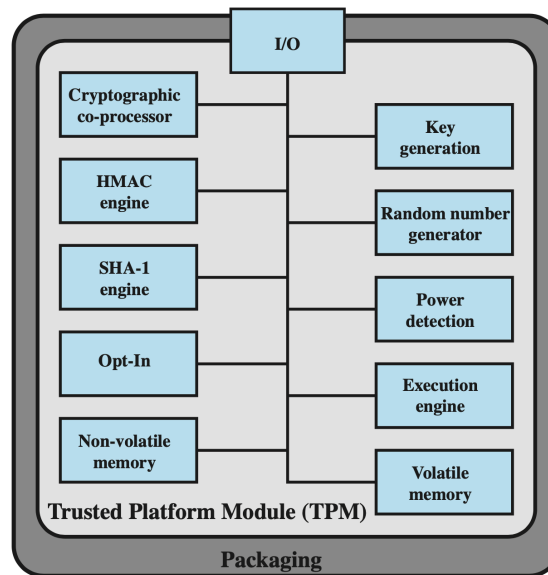 I/O
Cryptographic
co-processor
Key
generation
HMAC
engine
Random number
generator
SHA-1
engine
Power
detection
Opt-In
Execution
engine
Non-volatile
memory
Volatile
memory
Trusted Platform Module (TPM)
Packaging